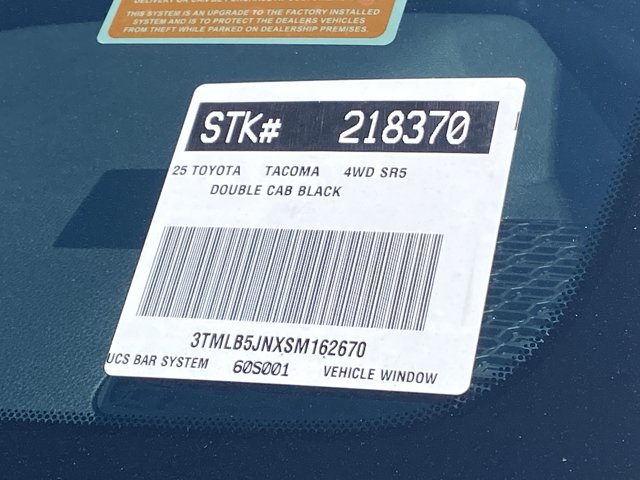 THIS SYSTEM IS AN UPGRADE TO THE FACTORY INSTALLED
SYSTEM AND IS TO PROTECT THE DEALERS VEHICLES
FROM THEFT WHILE PARKED ON DEALERSHIP PREMISES.
STK# 218370
25 TOYOTA TACOMA 4WD SR5
DOUBLE CAB BLACK
3TMLB5JNXSM162670
UCS BAR SYSTEM 60S001 VEHICLE WINDOW